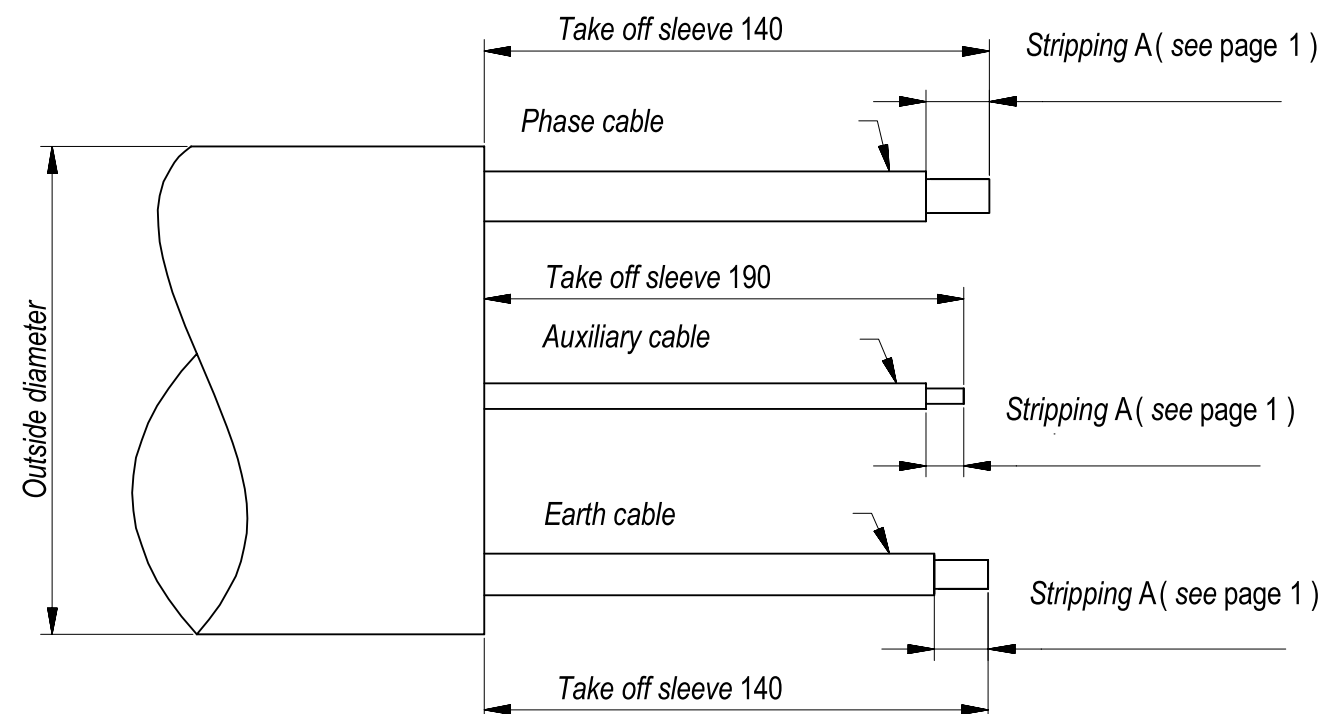 Take off sleeve 140
Stripping A ( see page 1 )
Phase cable
Take off sleeve 190
Auxiliary cable
Outside diameter
Stripping A ( see page 1 )
Earth cable
Stripping A ( see page 1 )
Take off sleeve 140